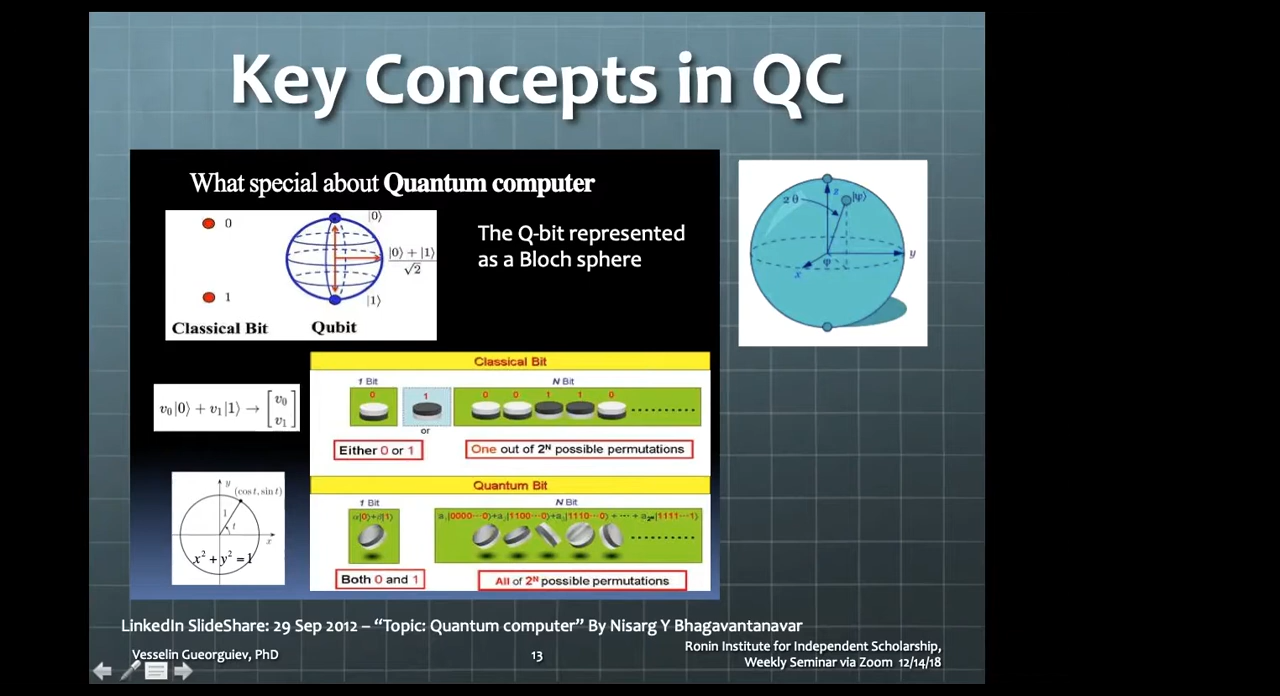 Key Concepts in QC
What special about Quantum computer
0
1
Classical Bit
|0⟩
|0⟩ + |1⟩
√2
|1⟩
Qubit
The Q-bit represented
as a Bloch sphere
2θ
z
|ψ⟩
y
x
φ
v₀|0⟩ + v₁|1⟩ → [v₀
v₁]
Classical Bit
1 Bit
N Bit
0
1
0 0 1 1 0
or
Either 0 or 1
One out of 2ᴺ possible permutations
y
(cos t, sin t)
1
t
x
x² + y² = 1
Quantum Bit
1 Bit
N Bit
Both 0 and 1
All of 2ᴺ possible permutations
LinkedIn SlideShare: 29 Sep 2012 – “Topic: Quantum computer” By Nisarg Y Bhagavantanavar
Vesselin Gueorguiev, PhD
13
Ronin Institute for Independent Scholarship,
Weekly Seminar via Zoom 12/14/18